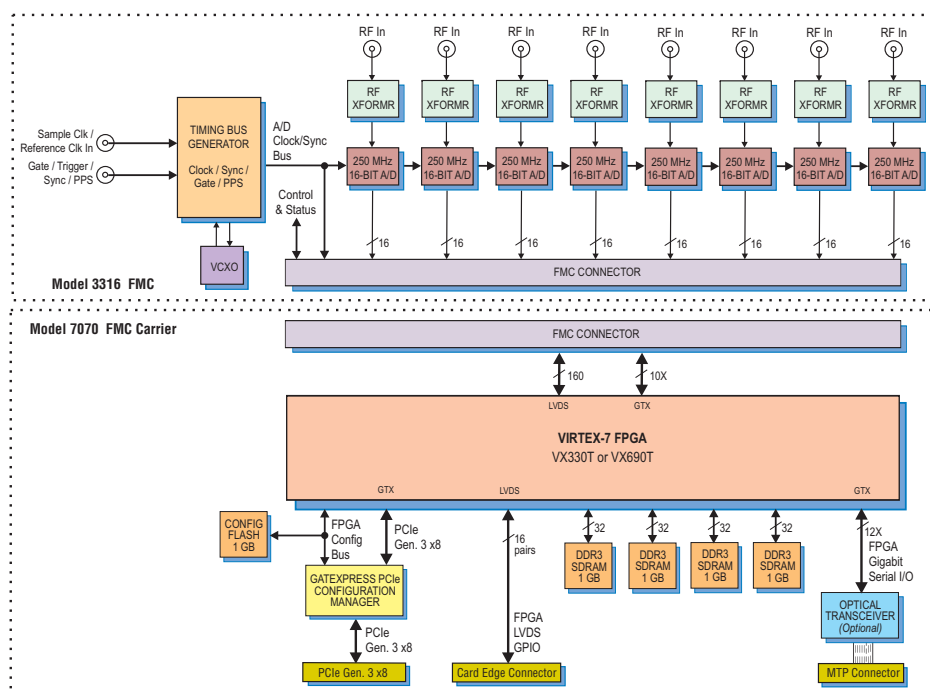 RF In RF In RF In RF In RF In RF In RF In RF In
RF XFORMR
RF XFORMR
RF XFORMR
RF XFORMR
RF XFORMR
RF XFORMR
RF XFORMR
RF XFORMR
Sample Clk /
Reference Clk In
Gate / Trigger /
Sync / PPS
TIMING BUS
GENERATOR
Clock / Sync /
Gate / PPS
A/D
Clock/Sync
Bus
250 MHz
16-BIT A/D
250 MHz
16-BIT A/D
250 MHz
16-BIT A/D
250 MHz
16-BIT A/D
250 MHz
16-BIT A/D
250 MHz
16-BIT A/D
250 MHz
16-BIT A/D
250 MHz
16-BIT A/D
Control
& Status
16 16 16 16 16 16 16 16
VCXO
FMC CONNECTOR
Model 3316 FMC
Model 7070 FMC Carrier
FMC CONNECTOR
160
10X
LVDS
GTX
VIRTEX-7 FPGA
VX330T or VX690T
GTX
LVDS
GTX
CONFIG
FLASH
1 GB
FPGA
Config
Bus
PCIe
Gen. 3 x8
16
pairs
32 32 32 32
12X
FPGA
Gigabit
Serial I/O
DDR3
SDRAM
1 GB
DDR3
SDRAM
1 GB
DDR3
SDRAM
1 GB
DDR3
SDRAM
1 GB
GATEXPRESS PCIe
CONFIGURATION
MANAGER
OPTICAL
TRANSCEIVER
(Optional)
PCIe
Gen. 3 x8
FPGA
LVDS
GPIO
PCIe Gen. 3 x8
Card Edge Connector
MTP Connector